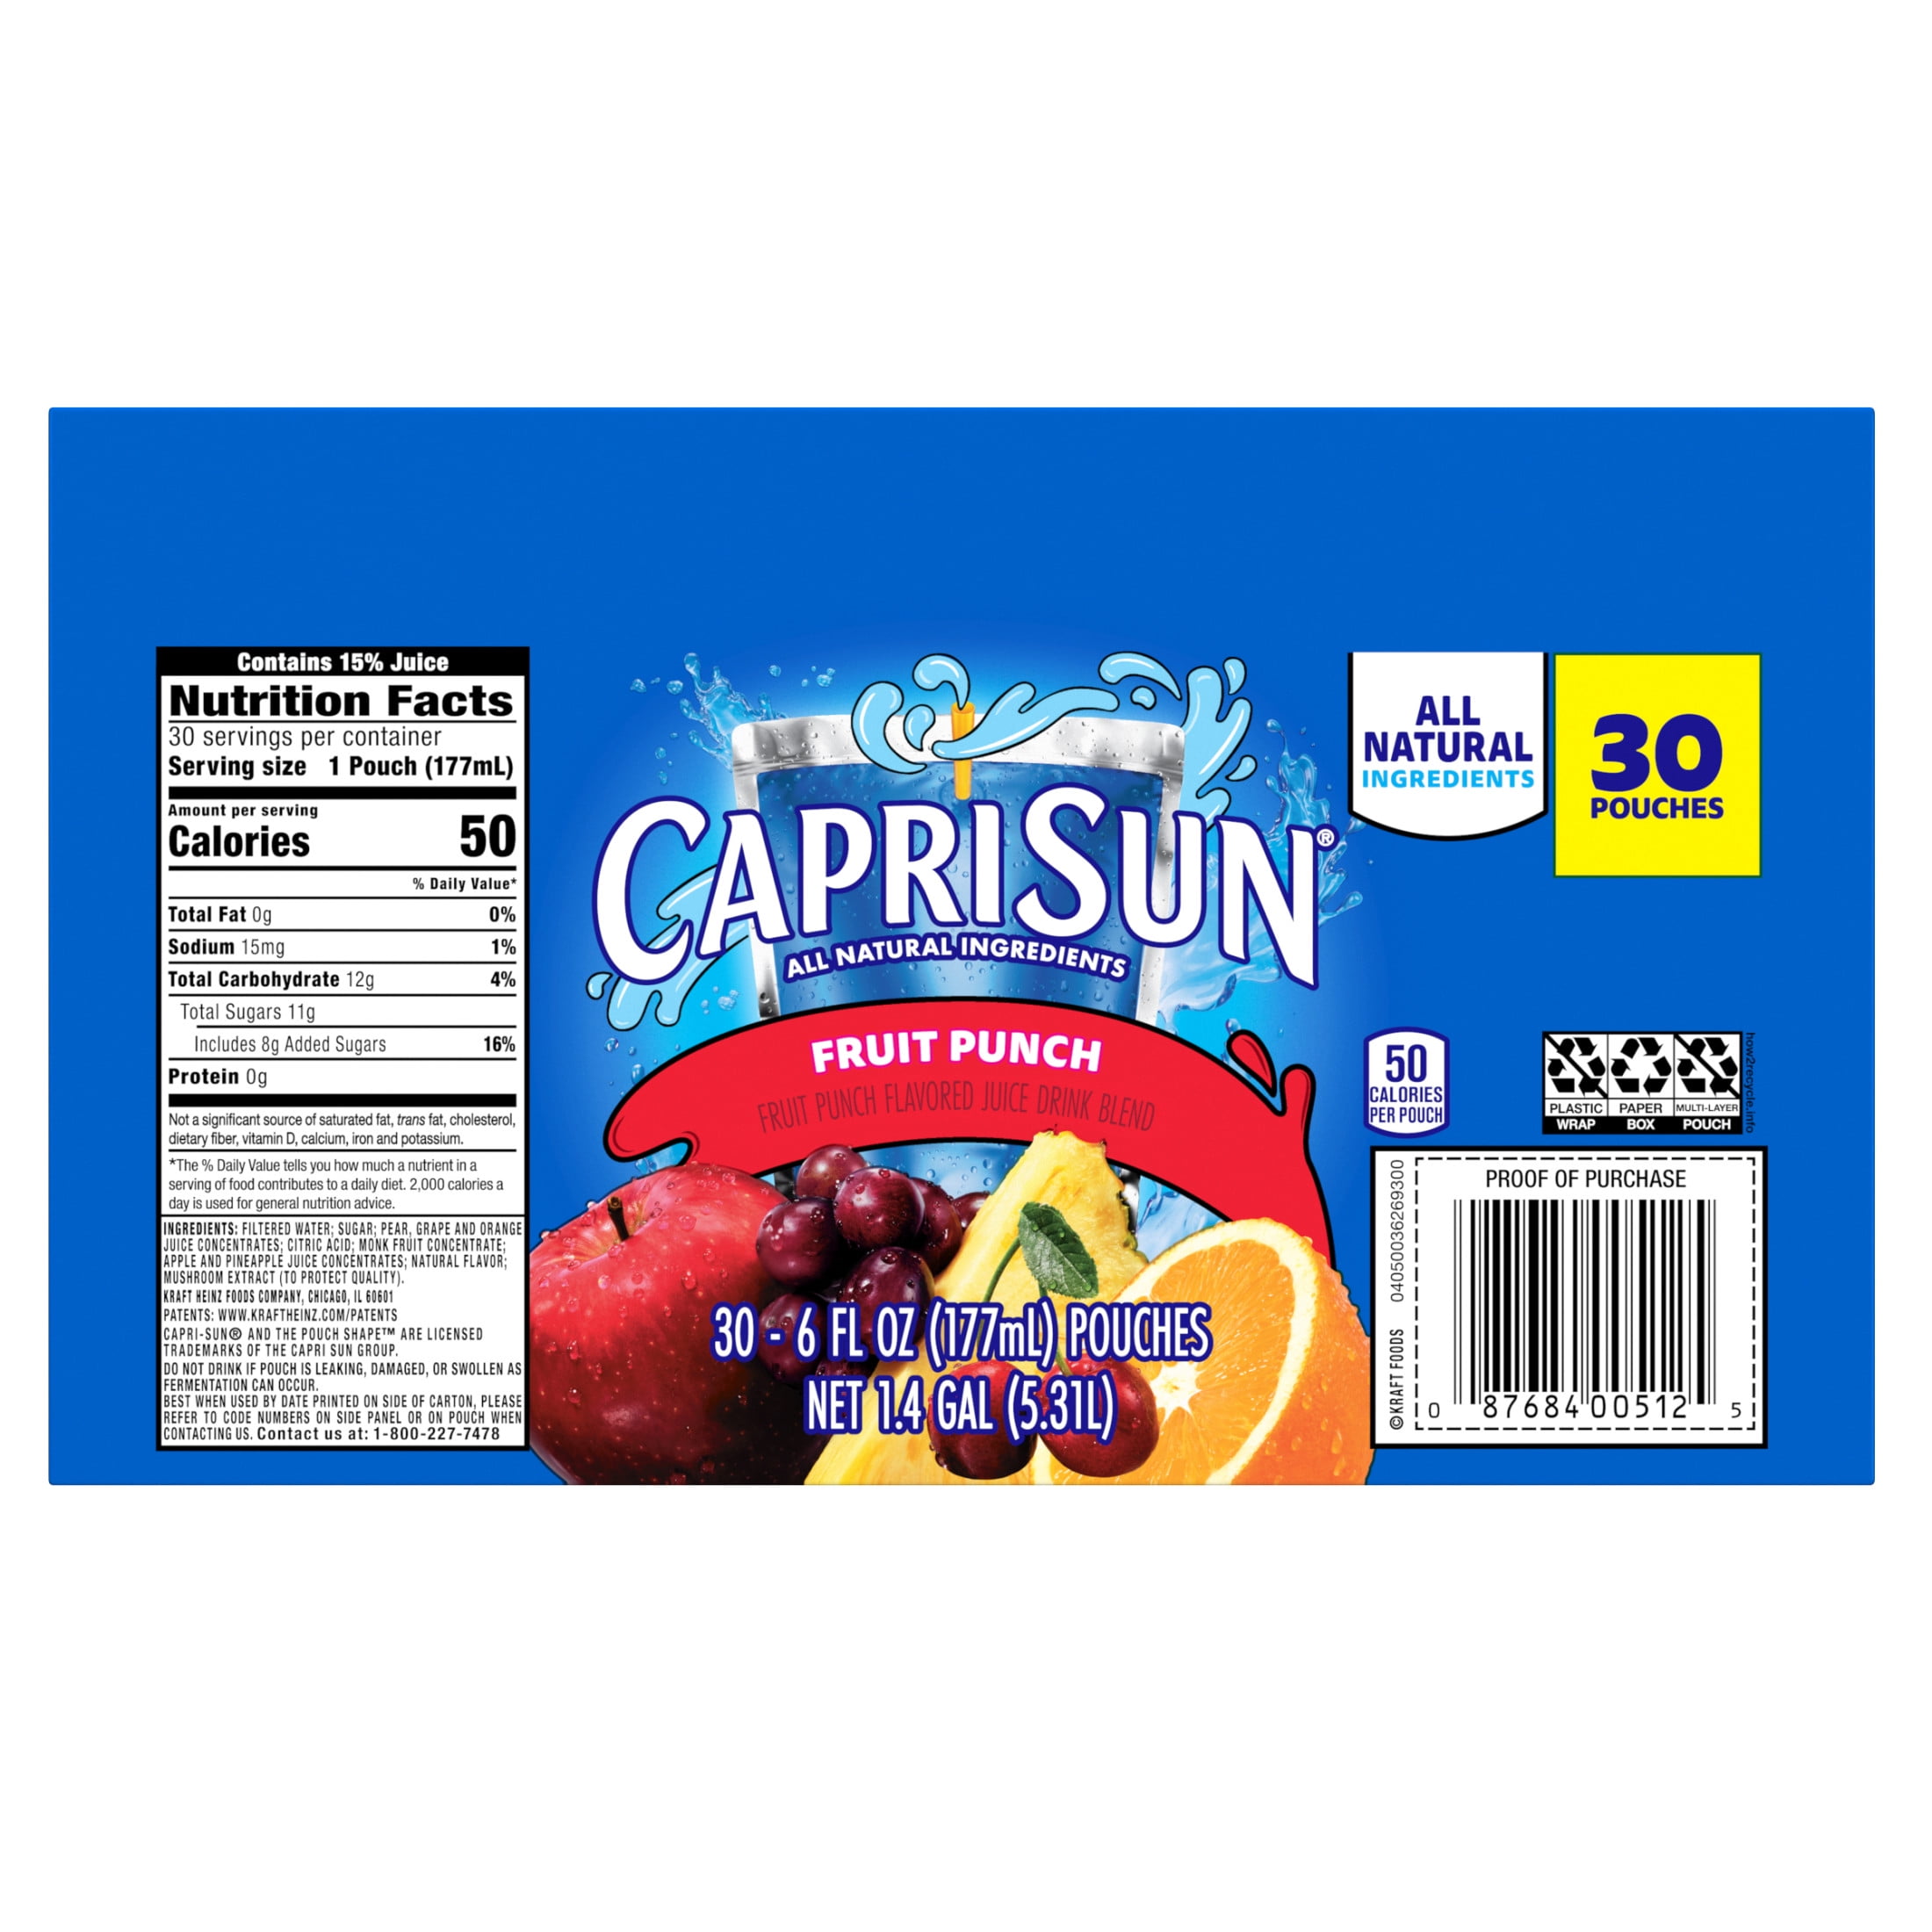 Contains 15% Juice
Nutrition Facts
30 servings per container
Serving size 1 Pouch (177mL)
Amount per serving
Calories 50
% Daily Value*
Total Fat 0g 0%
Sodium 15mg 1%
Total Carbohydrate 12g 4%
Total Sugars 11g
Includes 8g Added Sugars 16%
Protein 0g
Not a significant source of saturated fat, trans fat, cholesterol,
dietary fiber, vitamin D, calcium, iron and potassium.
*The % Daily Value tells you how much a nutrient in a
serving of food contributes to a daily diet. 2,000 calories a
day is used for general nutrition advice.
INGREDIENTS: FILTERED WATER; SUGAR; PEAR, GRAPE AND ORANGE
JUICE CONCENTRATES; CITRIC ACID; MONK FRUIT CONCENTRATE;
APPLE AND PINEAPPLE JUICE CONCENTRATES; NATURAL FLAVOR;
MUSHROOM EXTRACT (TO PROTECT QUALITY).
KRAFT HEINZ FOODS COMPANY, CHICAGO, IL 60601
PATENTS: WWW.KRAFTHEINZ.COM/PATENTS
CAPRI-SUN® AND THE POUCH SHAPE™ ARE LICENSED
TRADEMARKS OF THE CAPRI SUN GROUP.
DO NOT DRINK IF POUCH IS LEAKING, DAMAGED, OR SWOLLEN AS
FERMENTATION CAN OCCUR.
BEST WHEN USED BY DATE PRINTED ON SIDE OF CARTON, PLEASE
REFER TO CODE NUMBERS ON SIDE PANEL OR ON POUCH WHEN
CONTACTING US. Contact us at: 1-800-227-7478
CAPRI SUN®
ALL NATURAL INGREDIENTS
FRUIT PUNCH
FRUIT PUNCH FLAVORED JUICE DRINK BLEND
30 - 6 FL OZ (177mL) POUCHES
NET 1.4 GAL (5.31L)
ALL
NATURAL
INGREDIENTS
30
POUCHES
50
CALORIES
PER POUCH
PLASTIC PAPER MULTI-LAYER
WRAP BOX POUCH
how2recycle.info
PROOF OF PURCHASE
©KRAFT FOODS 04050036269300
0 87684 00512 5